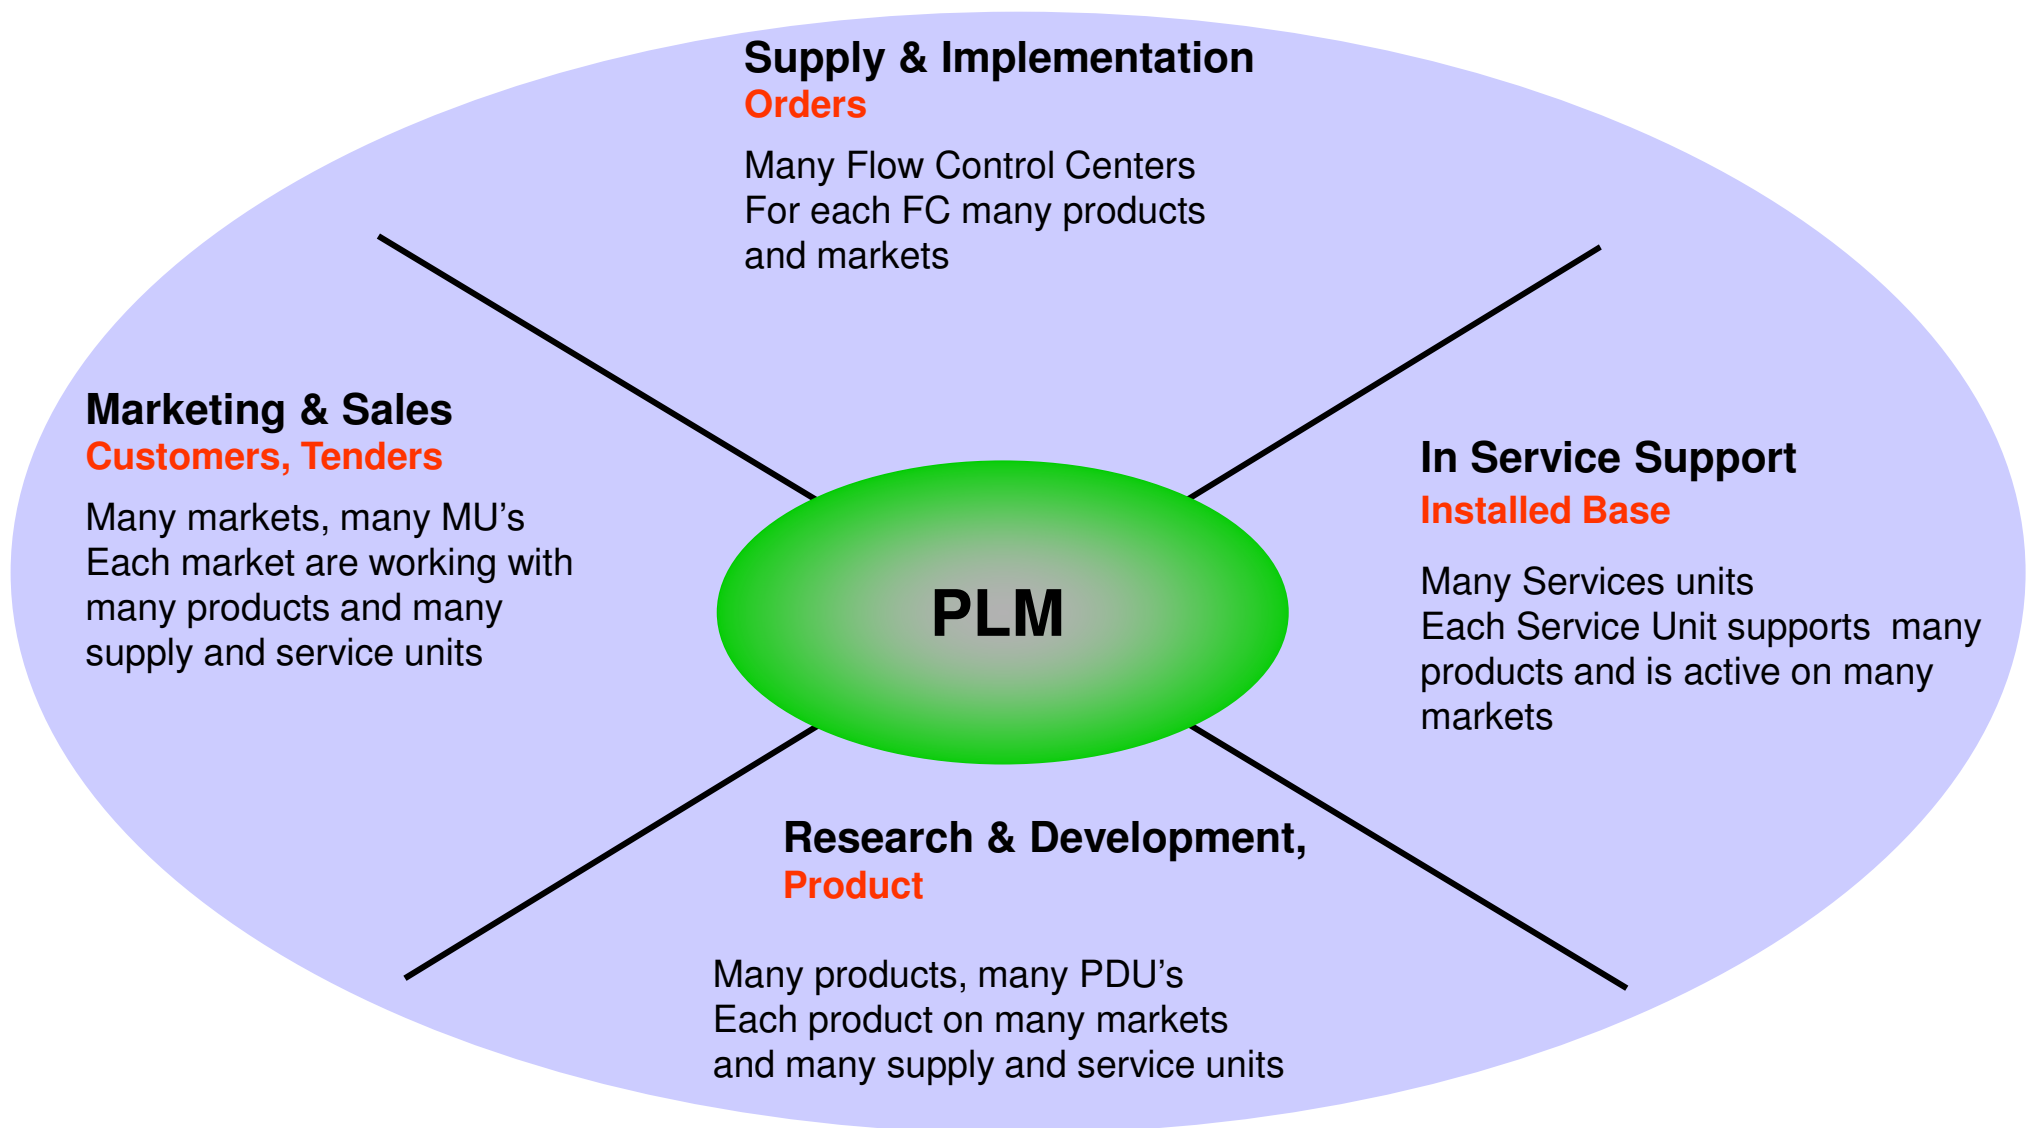 Supply & Implementation
Orders
Many Flow Control Centers
For each FC many products
and markets
Marketing & Sales
Customers, Tenders
Many markets, many MU's
Each market are working with
many products and many
supply and service units
In Service Support
Installed Base
Many Services units
Each Service Unit supports  many
products and is active on many
markets
PLM
Research & Development,
Product
Many products, many PDU's
Each product on many markets
and many supply and service units